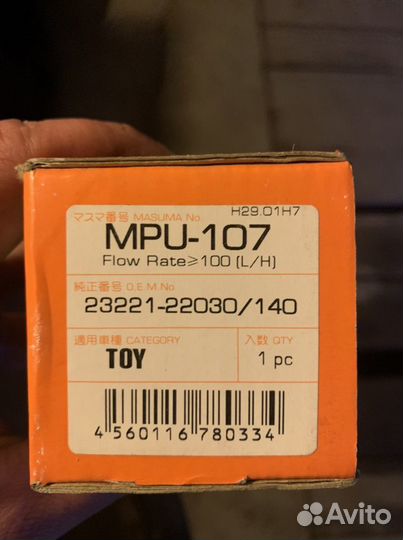 マスマ番号 MASUMA No.
H29.01H7
MPU-107
Flow Rate≥100 (L/H)
純正番号 O.E.M.No
23221-22030/140
適用車種 CATEGORY
入数 QTY
TOY
1 pc
4 560116 780334
Avito